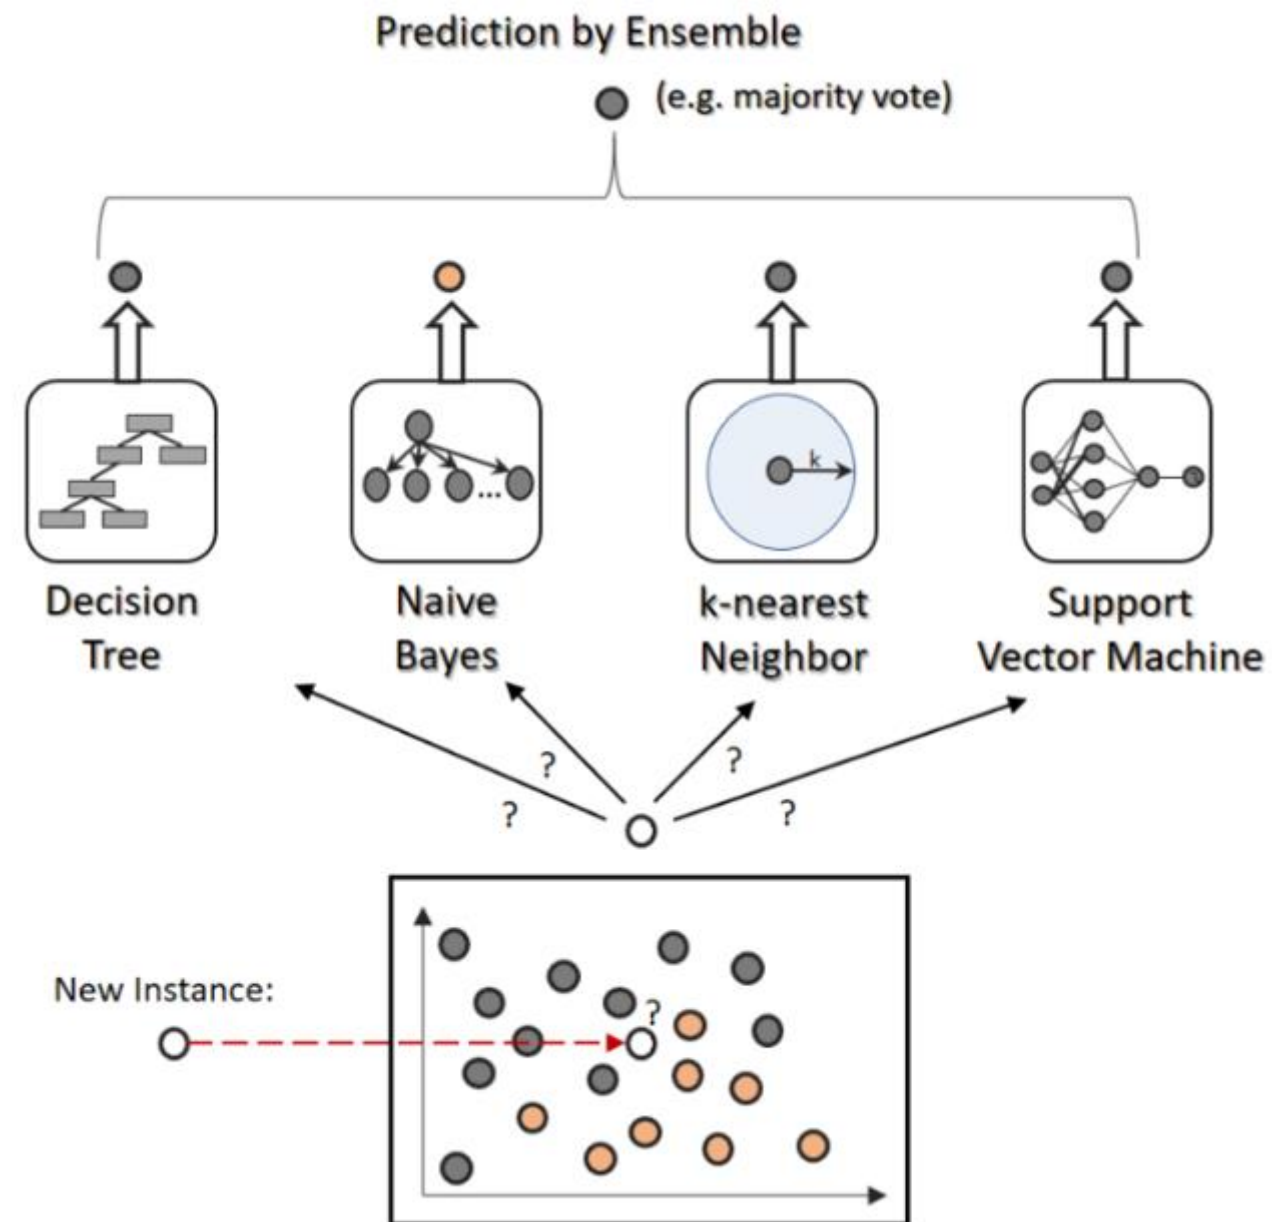 Prediction by Ensemble
(e.g. majority vote)
k
...
Decision
Tree
Naive
Bayes
k-nearest
Neighbor
Support
Vector Machine
?
?
?
?
New Instance:
?